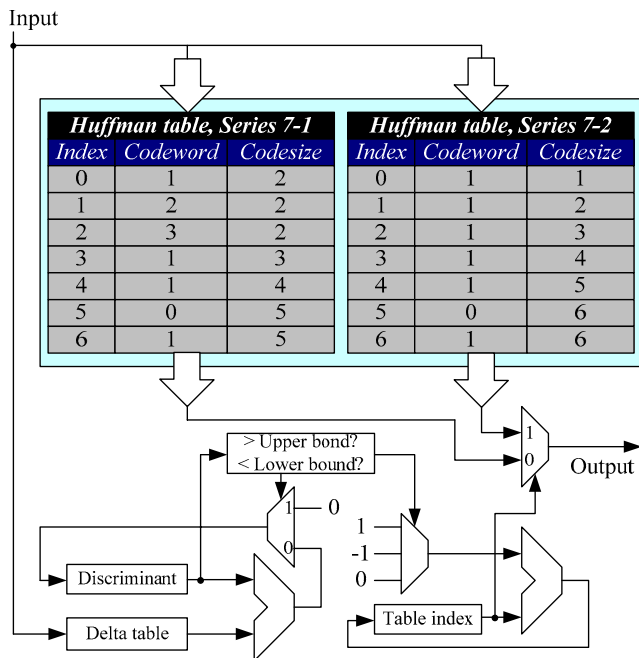 Input
Huffman table, Series 7-1
Index Codeword Codesize
0 1 2
1 2 2
2 3 2
3 1 3
4 1 4
5 0 5
6 1 5
Huffman table, Series 7-2
Index Codeword Codesize
0 1 1
1 1 2
2 1 3
3 1 4
4 1 5
5 0 6
6 1 6
> Upper bond?
< Lower bound?
1
0
Output
1
0
0
1
-1
0
Discriminant
Delta table
Table index